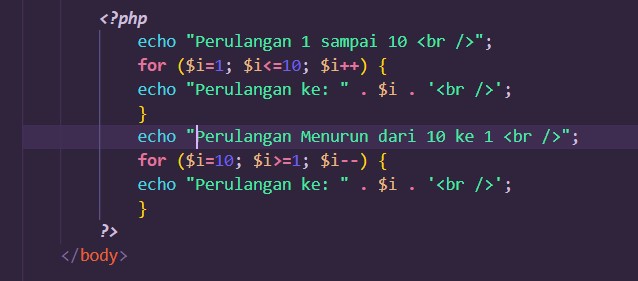 <?php
echo "Perulangan 1 sampai 10 <br />";
for ($i=1; $i<=10; $i++) {
echo "Perulangan ke: " . $i . '<br />';
}
echo "Perulangan Menurun dari 10 ke 1 <br />";
for ($i=10; $i>=1; $i--) {
echo "Perulangan ke: " . $i . '<br />';
}
?>
</body>